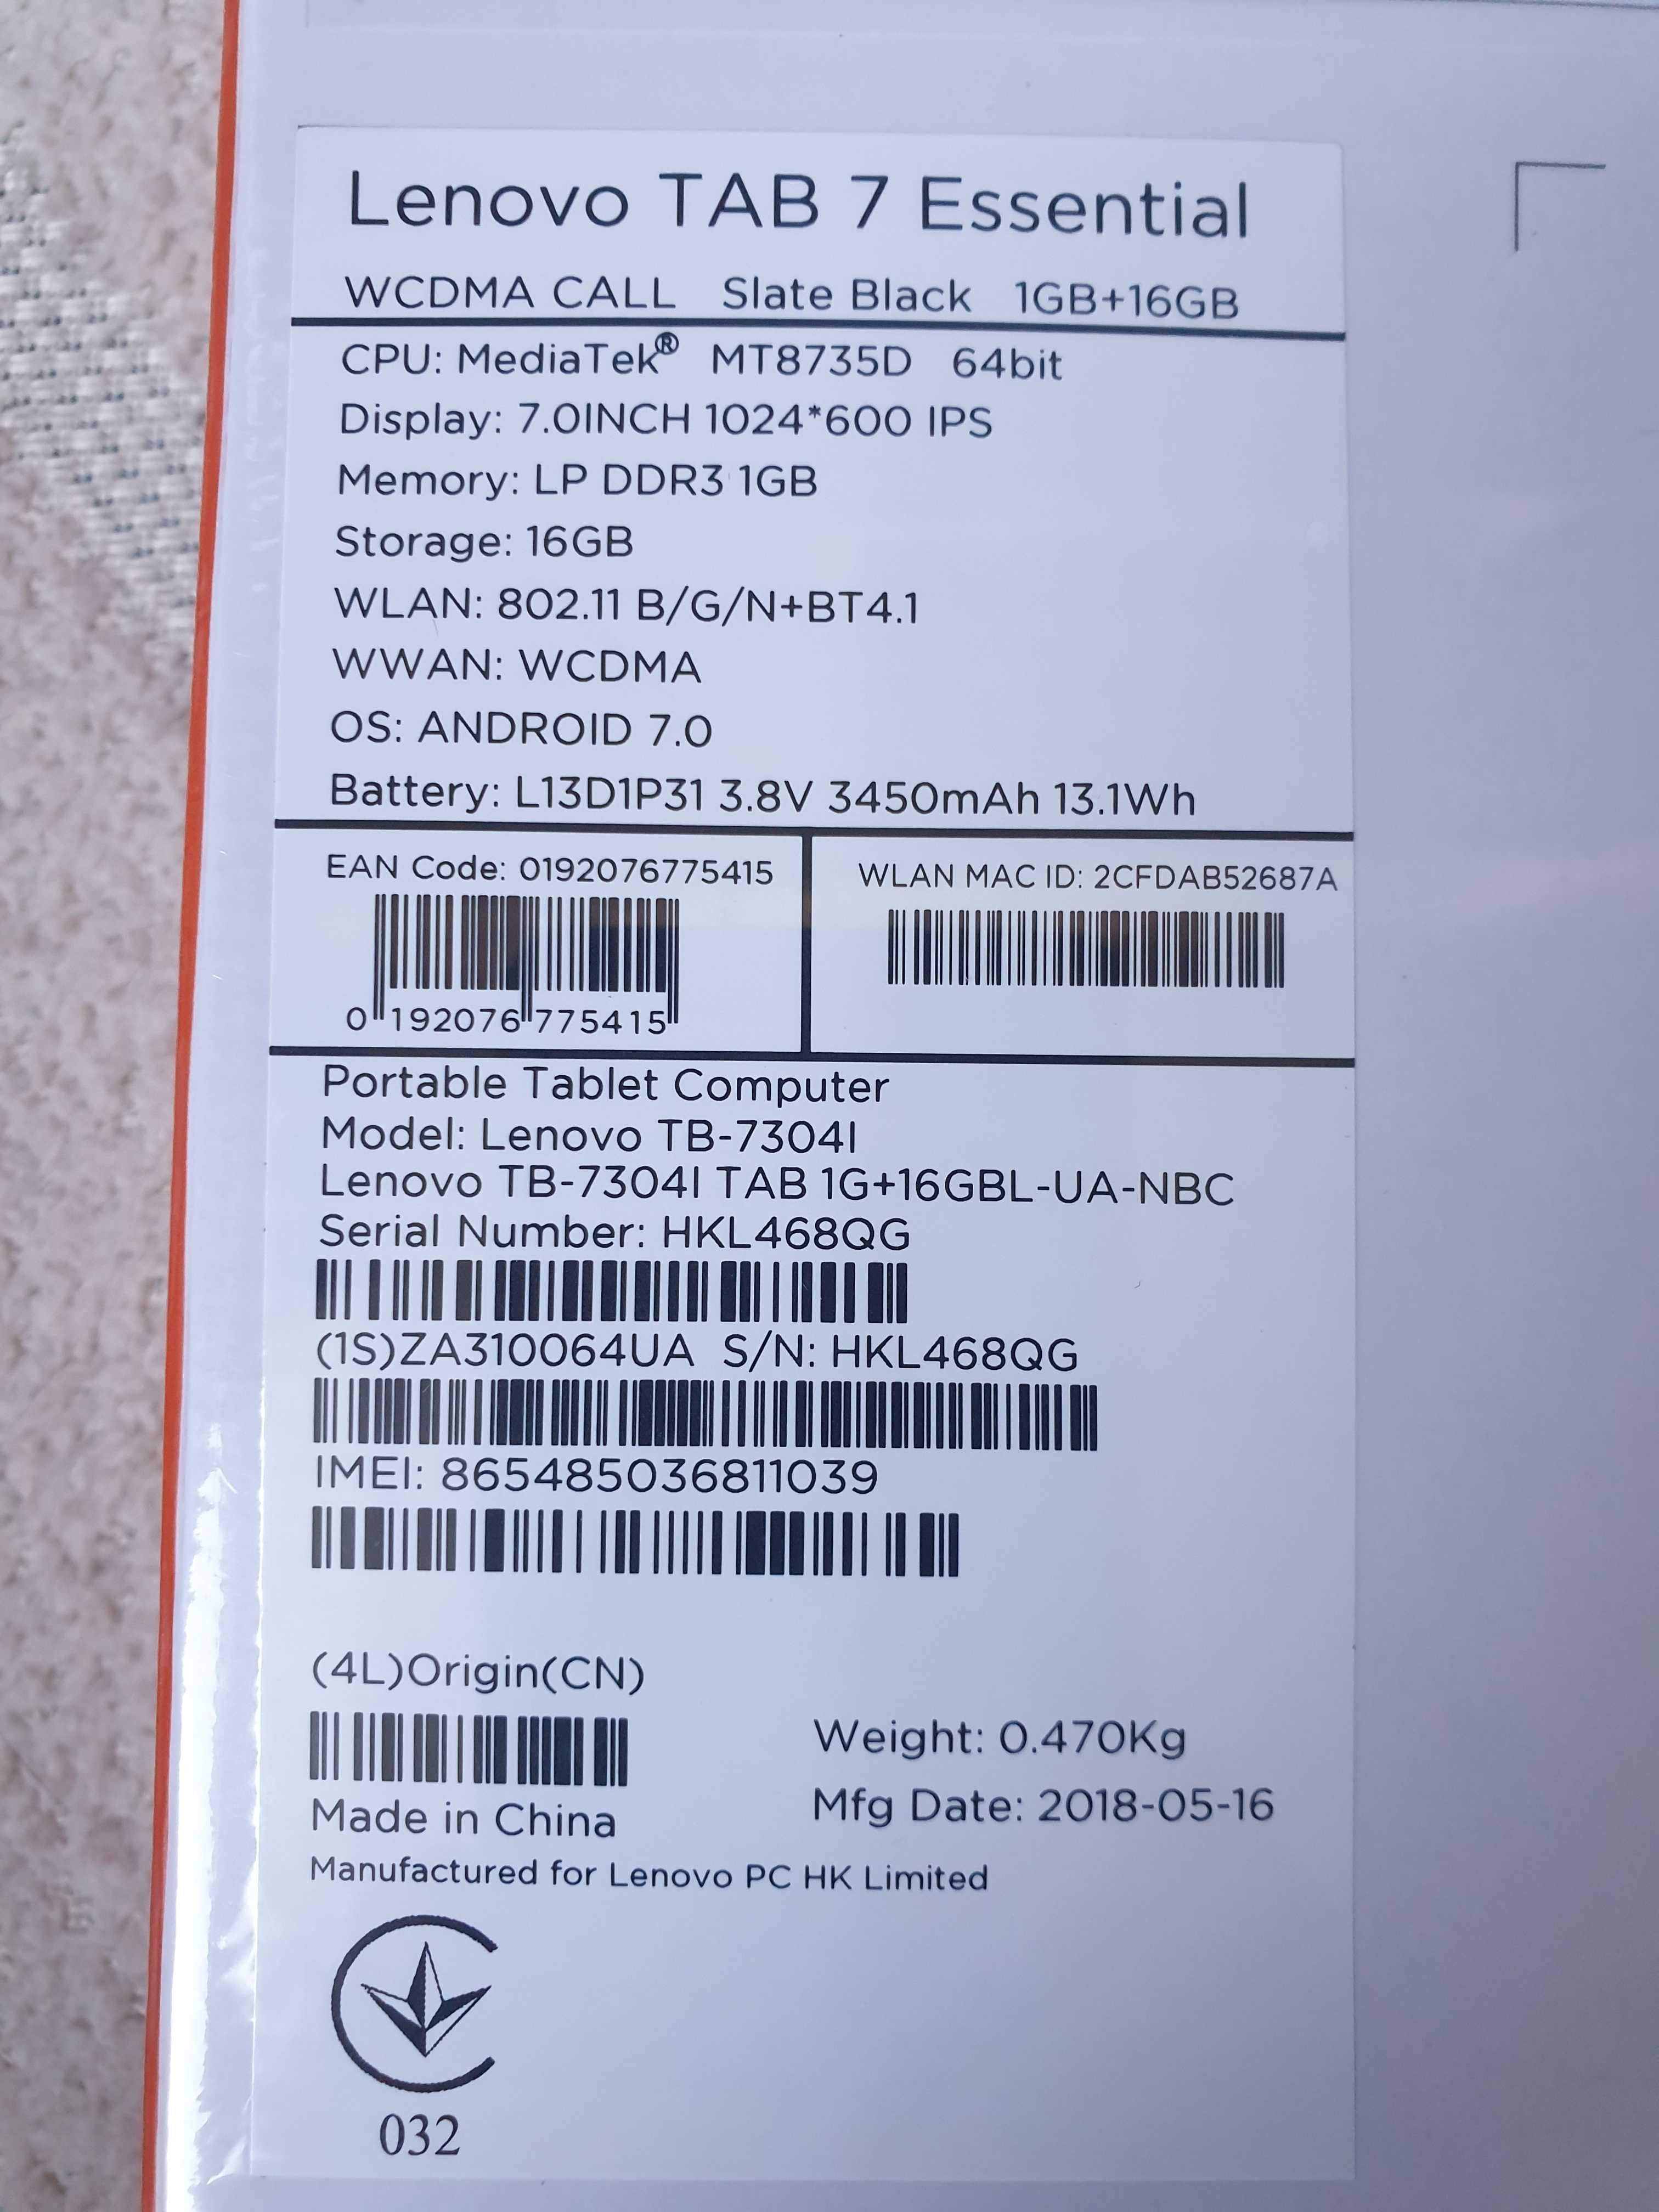 Lenovo TAB 7 Essential
WCDMA CALL Slate Black 1GB+16GB
CPU: MediaTek® MT8735D 64bit
Display: 7.0INCH 1024*600 IPS
Memory: LP DDR3 1GB
Storage: 16GB
WLAN: 802.11 B/G/N+BT4.1
WWAN: WCDMA
OS: ANDROID 7.0
Battery: L13D1P31 3.8V 3450mAh 13.1Wh
EAN Code: 0192076775415
0 192076 775415
WLAN MAC ID: 2CFDAB52687A
Portable Tablet Computer
Model: Lenovo TB-7304I
Lenovo TB-7304I TAB 1G+16GBL-UA-NBC
Serial Number: HKL468QG
(1S)ZA310064UA S/N: HKL468QG
IMEI: 865485036811039
(4L)Origin(CN)
Made in China
Weight: 0.470Kg
Mfg Date: 2018-05-16
Manufactured for Lenovo PC HK Limited
032